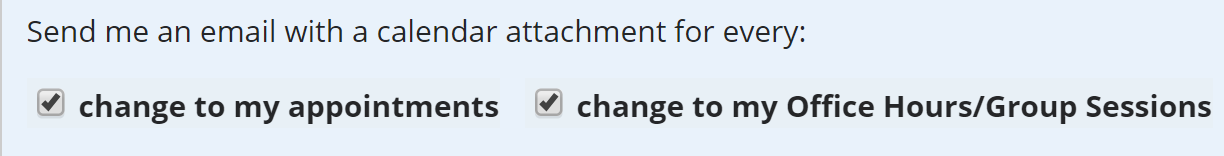 Send me an email with a calendar attachment for every:
change to my appointments change to my Office Hours/Group Sessions